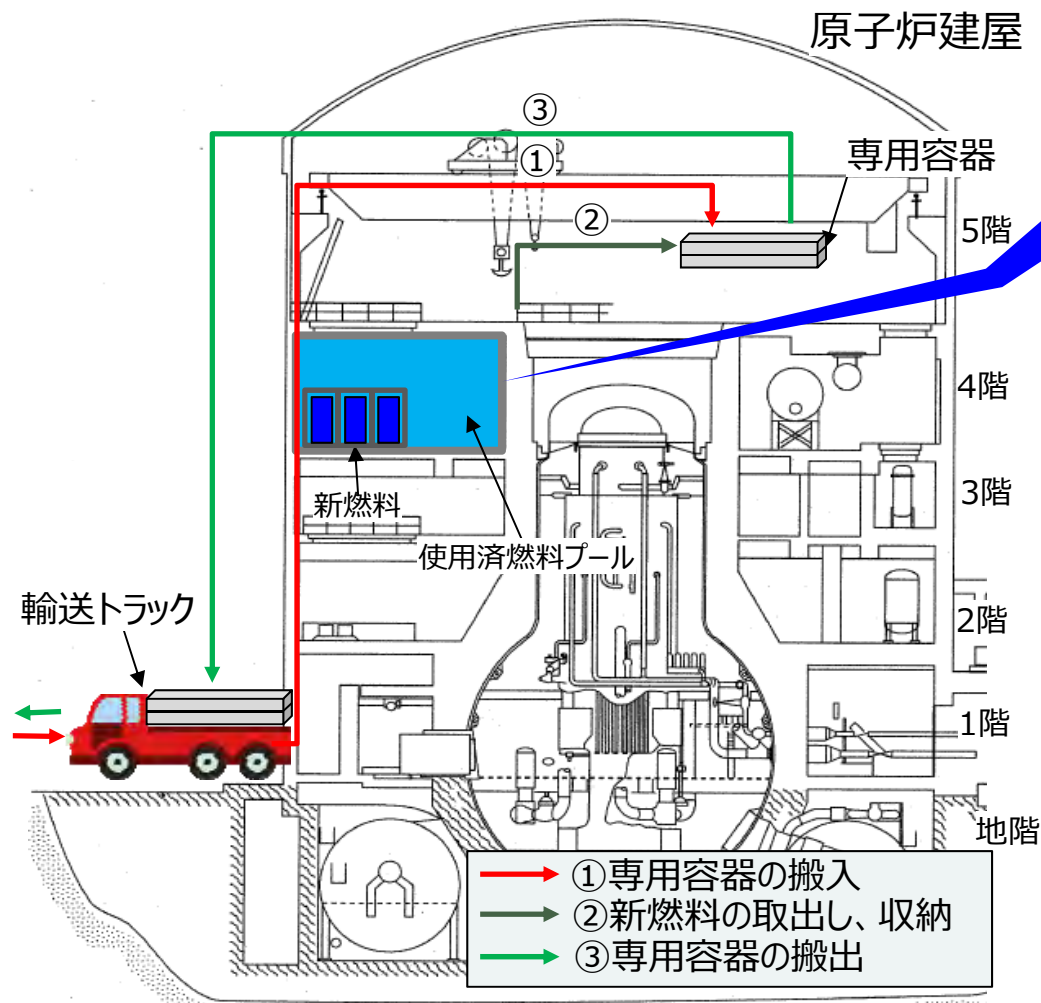 原子炉建屋
③
①
専用容器
②
5階
4階
新燃料
3階
使用済燃料プール
輸送トラック
2階
1階
地階
①専用容器の搬入
②新燃料の取出し、収納
③専用容器の搬出